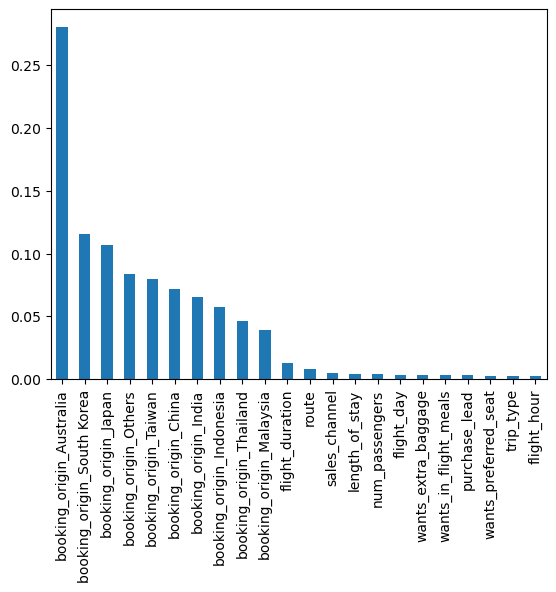 0.25
0.20
0.15
0.10
0.05
0.00
booking_origin_Australia
booking_origin_South Korea
booking_origin_Japan
booking_origin_Others
booking_origin_Taiwan
booking_origin_China
booking_origin_India
booking_origin_Indonesia
booking_origin_Thailand
booking_origin_Malaysia
flight_duration
route
sales_channel
length_of_stay
num_passengers
flight_day
wants_extra_baggage
wants_in_flight_meals
purchase_lead
wants_preferred_seat
trip_type
flight_hour